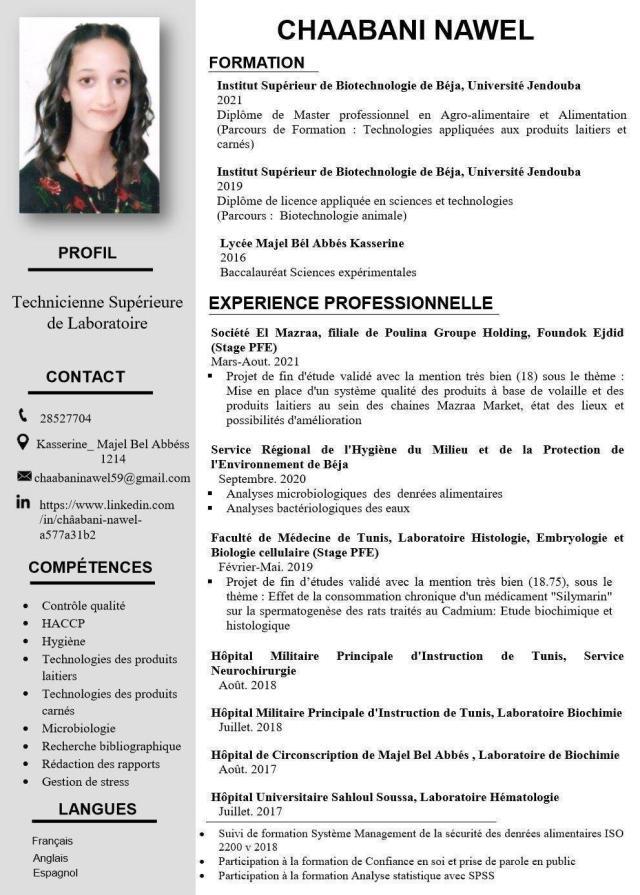 CHAABANI NAWEL
FORMATION
Institut Supérieur de Biotechnologie de Béja, Université Jendouba
2021
Diplôme de Master professionnel en Agro-alimentaire et Alimentation
(Parcours de Formation : Technologies appliquées aux produits laitiers et
carnés)
Institut Supérieur de Biotechnologie de Béja, Université Jendouba
2019
Diplôme de licence appliquée en sciences et technologies
(Parcours : Biotechnologie animale)
Lycée Majel Bél Abbés Kasserine
2016
Baccalauréat Sciences expérimentales
EXPERIENCE PROFESSIONNELLE
Société El Mazraa, filiale de Poulina Groupe Holding, Foundok Ejdid
(Stage PFE)
Mars-Aout. 2021
▪ Projet de fin d'étude validé avec la mention très bien (18) sous le thème :
Mise en place d'un système qualité des produits à base de volaille et des
produits laitiers au sein des chaines Mazraa Market, état des lieux et
possibilités d'amélioration
Service Régional de l'Hygiène du Milieu et de la Protection de
l'Environnement de Béja
Septembre. 2020
▪ Analyses microbiologiques des denrées alimentaires
▪ Analyses bactériologiques des eaux
Faculté de Médecine de Tunis, Laboratoire Histologie, Embryologie et
Biologie cellulaire (Stage PFE)
Février-Mai. 2019
▪ Projet de fin d’études validé avec la mention très bien (18.75), sous le
thème : Effet de la consommation chronique d'un médicament "Silymarin"
sur la spermatogenèse des rats traités au Cadmium: Etude biochimique et
histologique
Hôpital Militaire Principale d'Instruction de Tunis, Service
Neurochirurgie
Août. 2018
Hôpital Militaire Principale d'Instruction de Tunis, Laboratoire Biochimie
Juillet. 2018
Hôpital de Circonscription de Majel Bel Abbés , Laboratoire de Biochimie
Août. 2017
Hôpital Universitaire Sahloul Soussa, Laboratoire Hématologie
Juillet. 2017
• Suivi de formation Système Management de la sécurité des denrées alimentaires ISO
2200 v 2018
• Participation à la formation de Confiance en soi et prise de parole en public
• Participation à la formation Analyse statistique avec SPSS
PROFIL
Technicienne Supérieure
de Laboratoire
CONTACT
28527704
Kasserine_ Majel Bel Abbéss
1214
chaabaninawel59@gmail.com
in https://www.linkedin.com
/in/châabani-nawel-
a577a31b2
COMPÉTENCES
• Contrôle qualité
• HACCP
• Hygiène
• Technologies des produits
laitiers
• Technologies des produits
carnés
• Microbiologie
• Recherche bibliographique
• Rédaction des rapports
• Gestion de stress
LANGUES
Français
Anglais
Espagnol